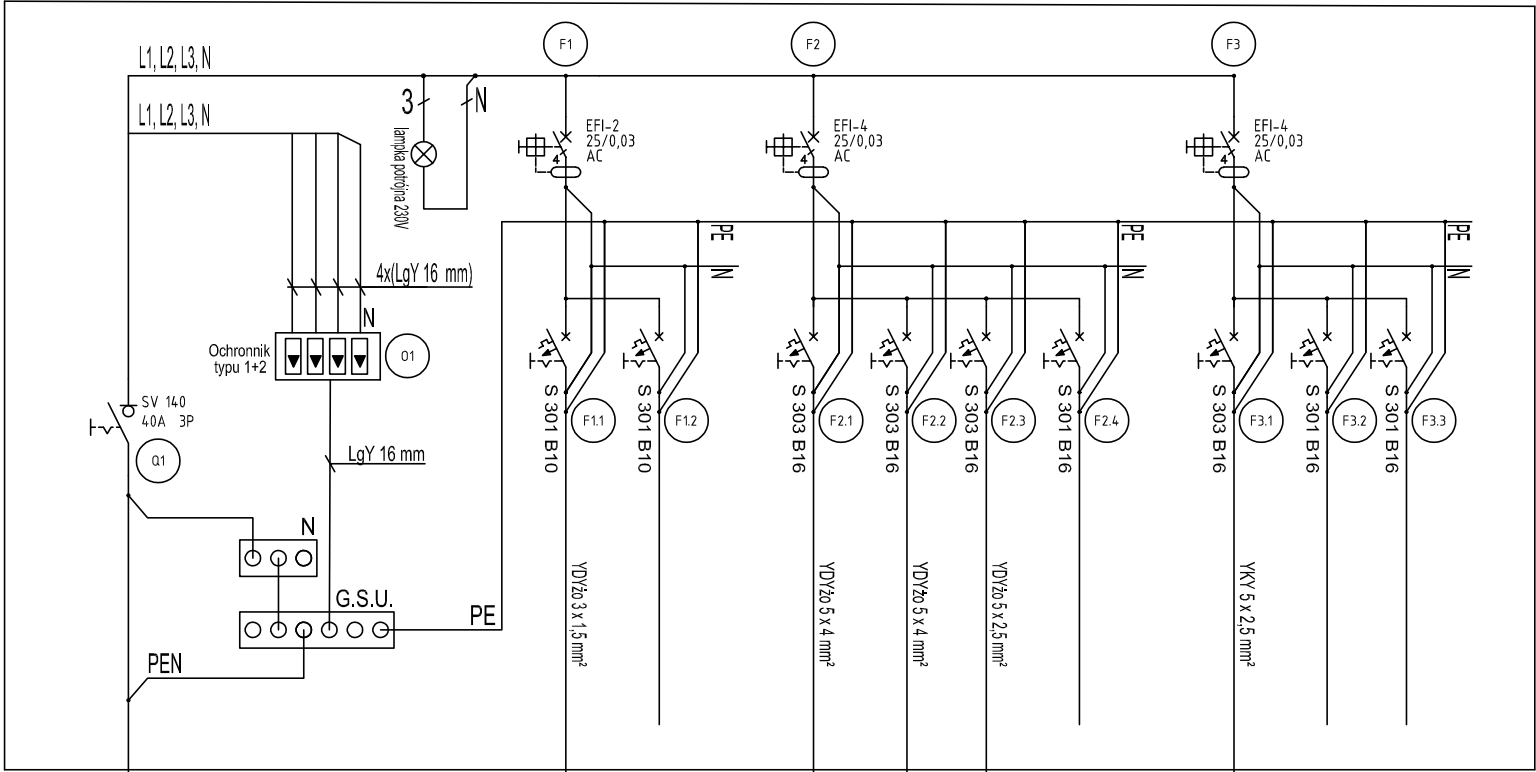 F1
F2
F3
L1, L2, L3, N
L1, L2, L3, N
3
N
lampka potrójna 230V
EFI-2
25/0,03
AC
4
EFI-4
25/0,03
AC
4
EFI-4
25/0,03
AC
4
PE
N
PE
N
PE
N
4x(LgY 16 mm)
N
Ochronnik
typu 1+2
O1
SV 140
40A 3P
Q1
LgY 16 mm
N
G.S.U.
PE
PEN
S 301 B10
F1.1
S 301 B10
F1.2
S 303 B16
F2.1
S 303 B16
F2.2
S 303 B16
F2.3
S 301 B16
F2.4
S 303 B16
F3.1
S 301 B16
F3.2
S 301 B16
F3.3
YDYżo 3 x 1,5 mm²
YDYżo 5 x 4 mm²
YDYżo 5 x 4 mm²
YDYżo 5 x 2,5 mm²
YKY 5 x 2,5 mm²